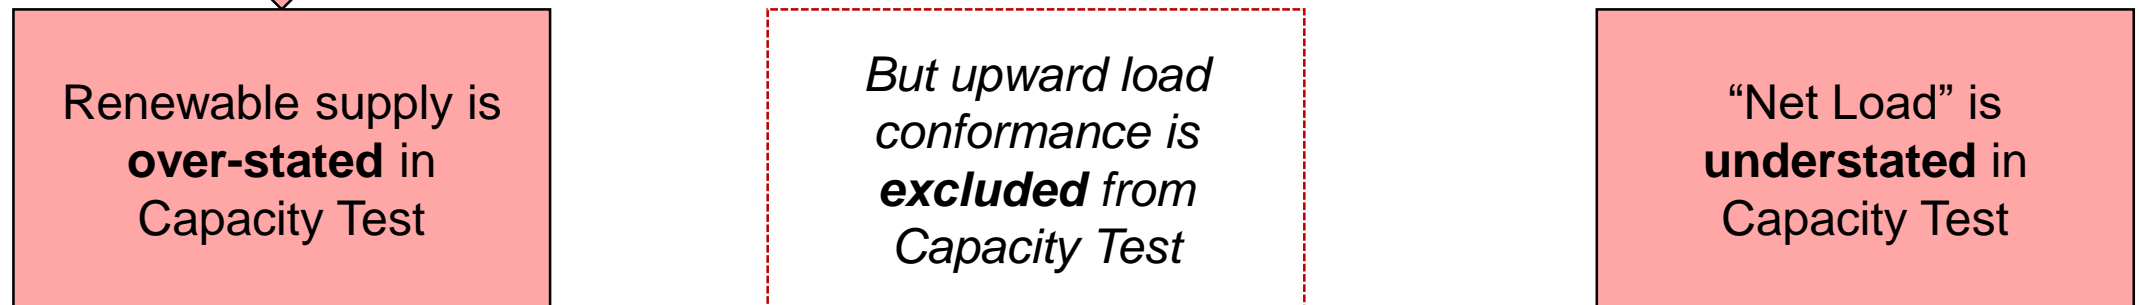 Renewable supply is
over-stated in
Capacity Test
But upward load
conformance is
excluded from
Capacity Test
“Net Load” is
understated in
Capacity Test